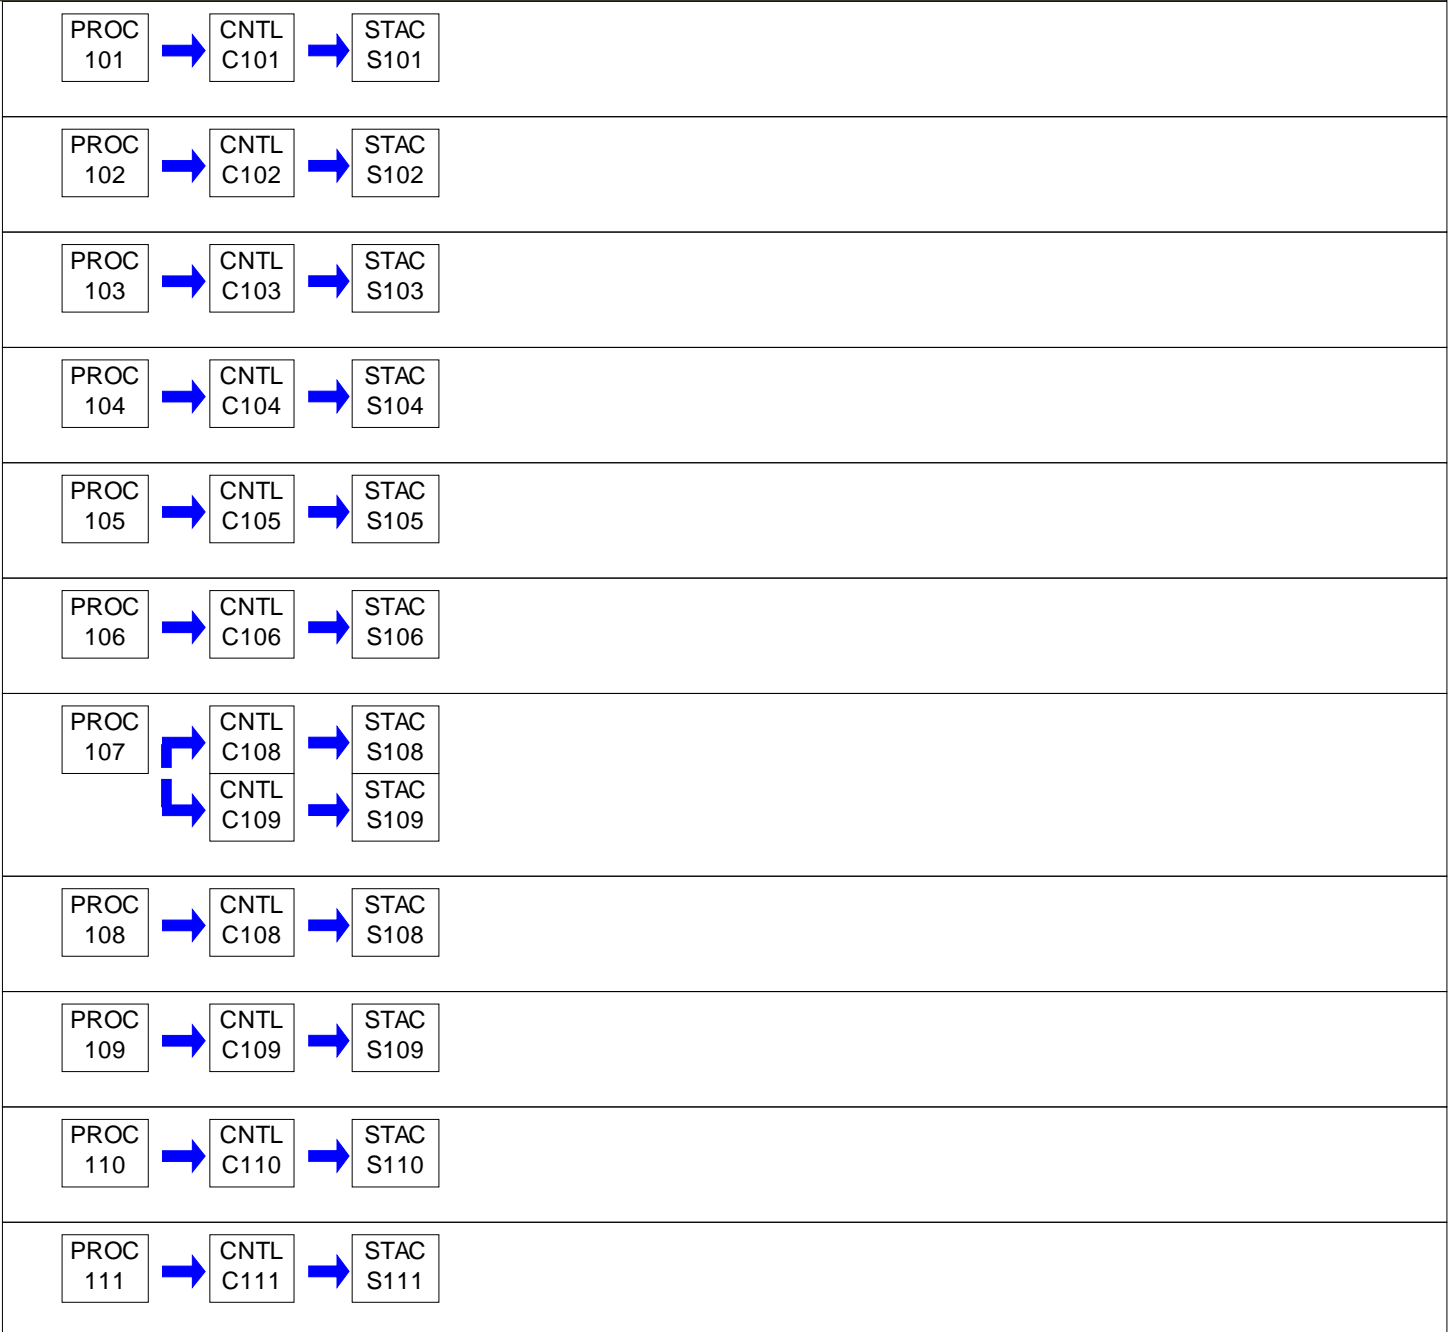 PROC CNTL STAC
101 C101 S101
PROC CNTL STAC
102 C102 S102
PROC CNTL STAC
103 C103 S103
PROC CNTL STAC
104 C104 S104
PROC CNTL STAC
105 C105 S105
PROC CNTL STAC
106 C106 S106
PROC CNTL STAC
107 C108 S108
CNTL STAC
C109 S109
PROC CNTL STAC
108 C108 S108
PROC CNTL STAC
109 C109 S109
PROC CNTL STAC
110 C110 S110
PROC CNTL STAC
111 C111 S111